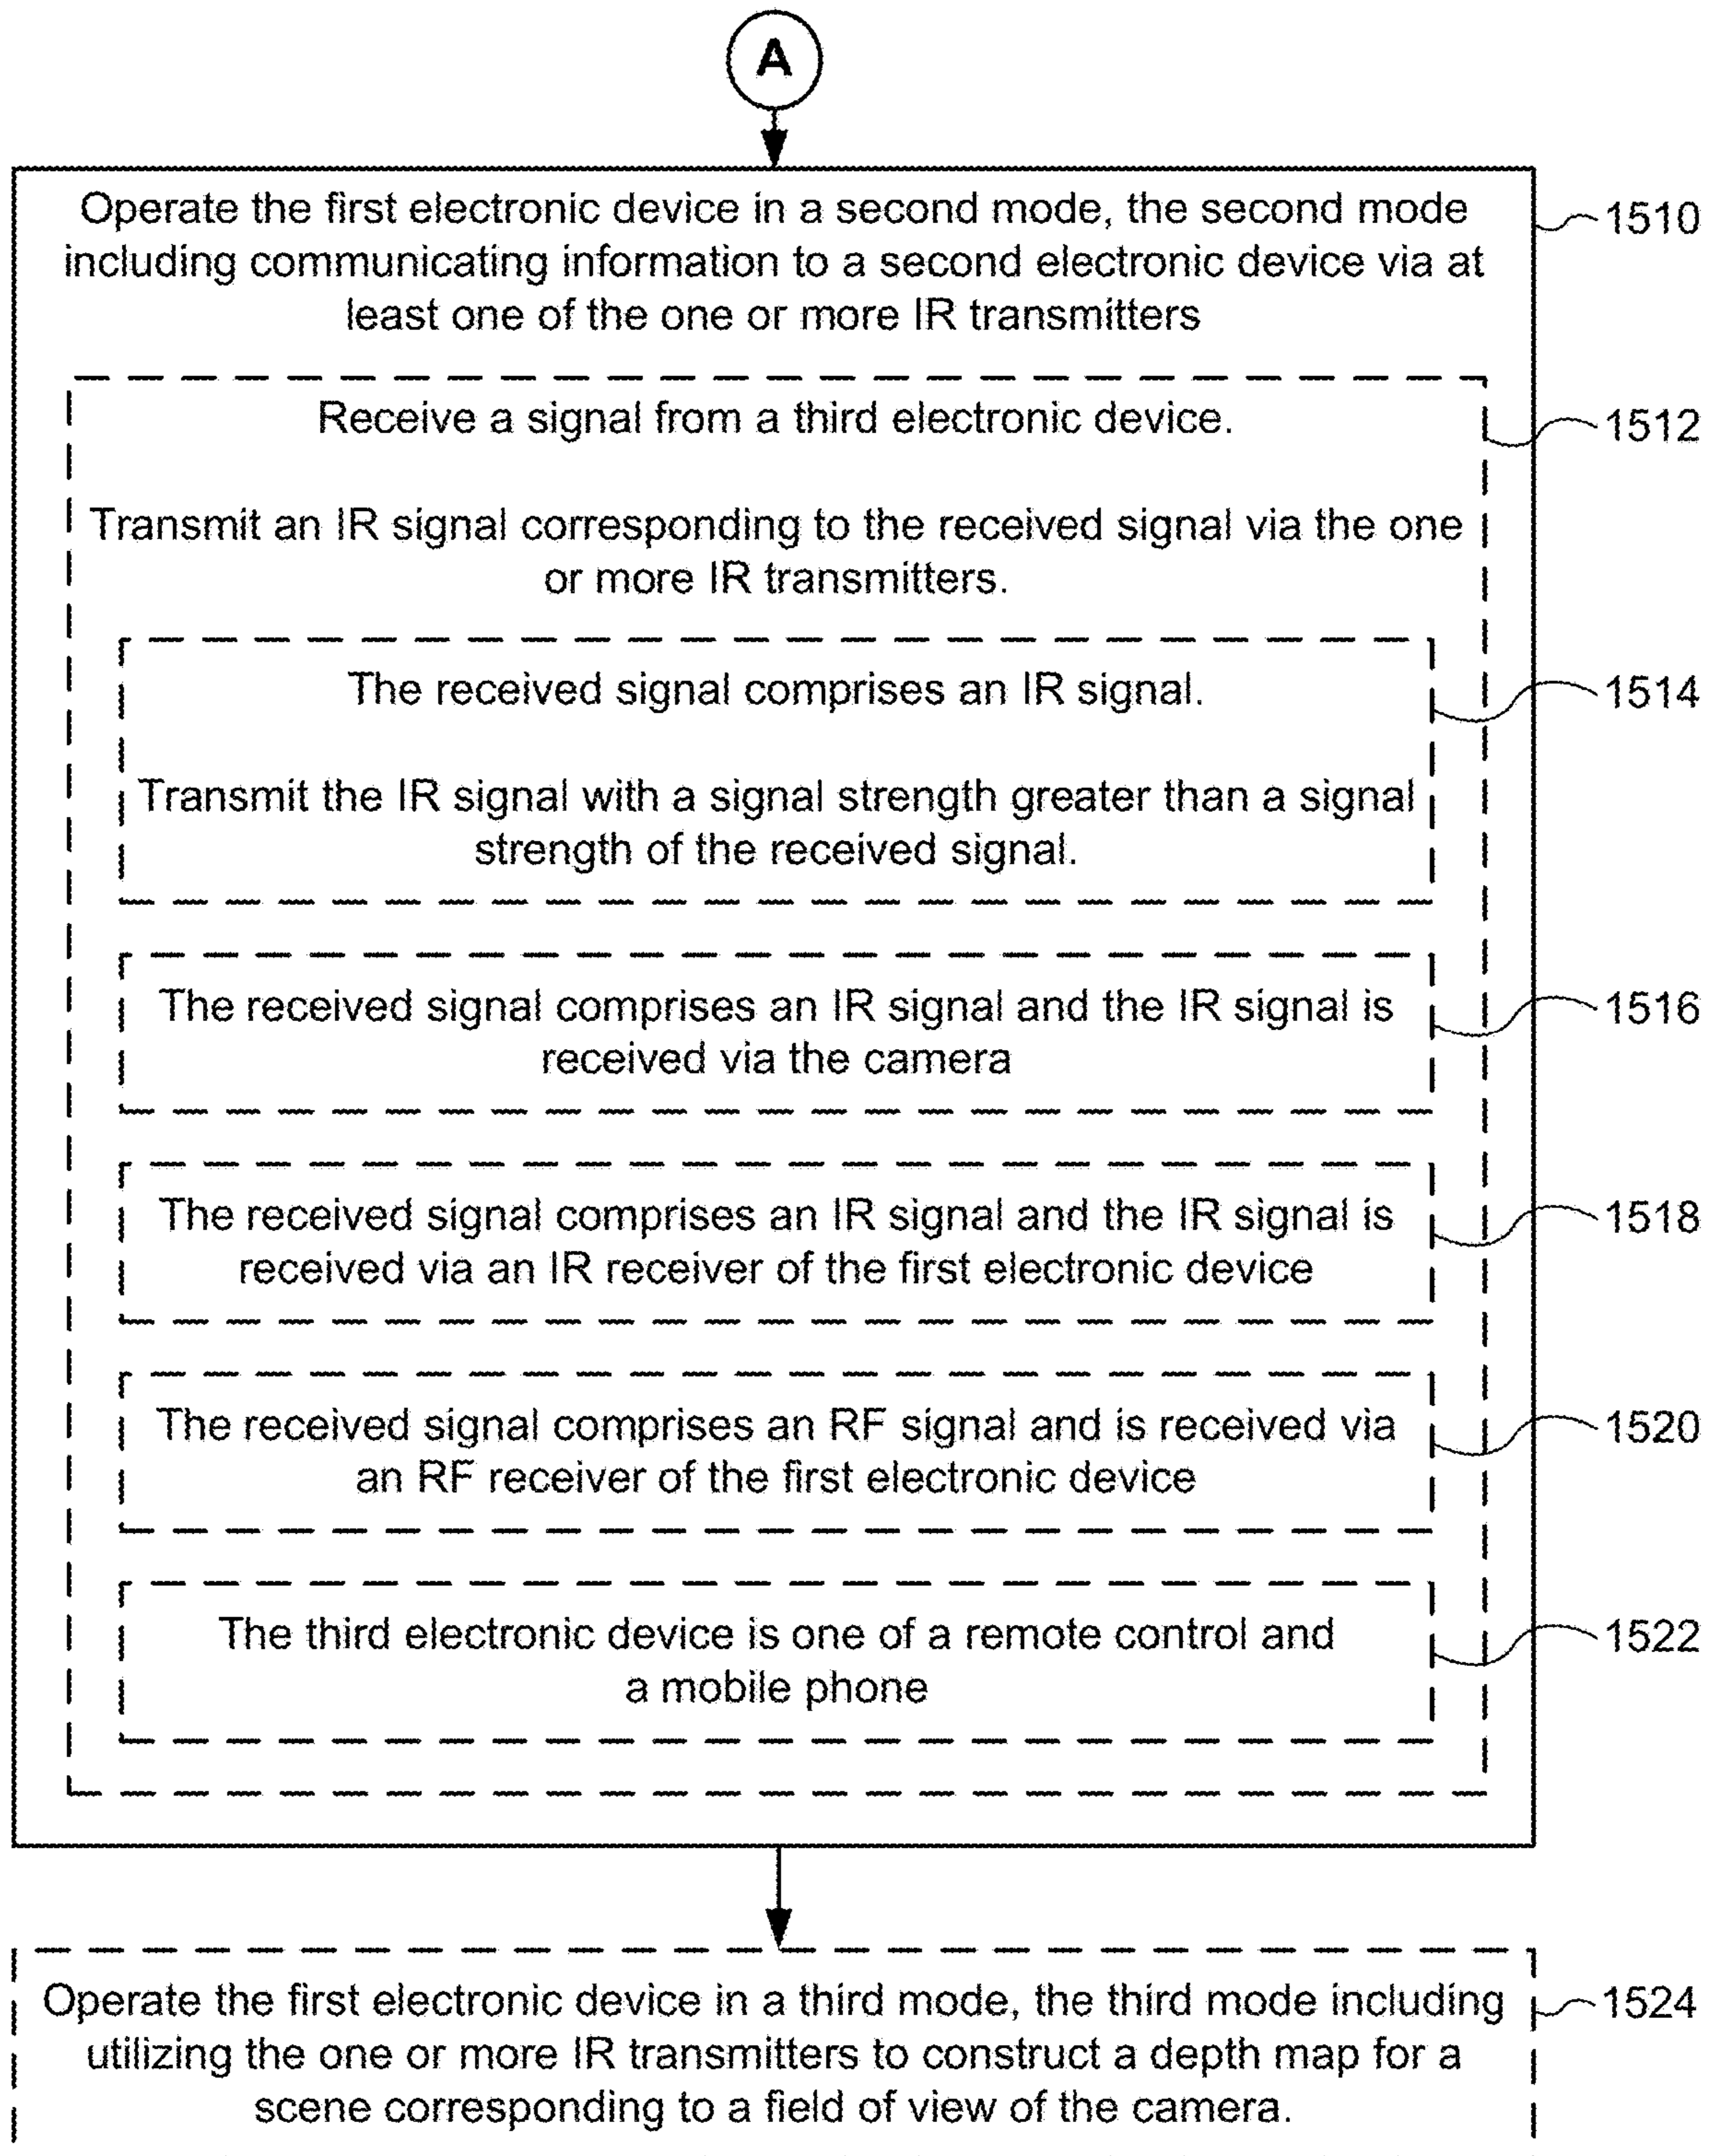 A
Operate the first electronic device in a second mode, the second mode
including communicating information to a second electronic device via at
least one of the one or more IR transmitters
1510
Receive a signal from a third electronic device.
1512
Transmit an IR signal corresponding to the received signal via the one
or more IR transmitters.
The received signal comprises an IR signal.
1514
Transmit the IR signal with a signal strength greater than a signal
strength of the received signal.
The received signal comprises an IR signal and the IR signal is
received via the camera
1516
The received signal comprises an IR signal and the IR signal is
received via an IR receiver of the first electronic device
1518
The received signal comprises an RF signal and is received via
an RF receiver of the first electronic device
1520
The third electronic device is one of a remote control and
a mobile phone
1522
Operate the first electronic device in a third mode, the third mode including
utilizing the one or more IR transmitters to construct a depth map for a
scene corresponding to a field of view of the camera.
1524